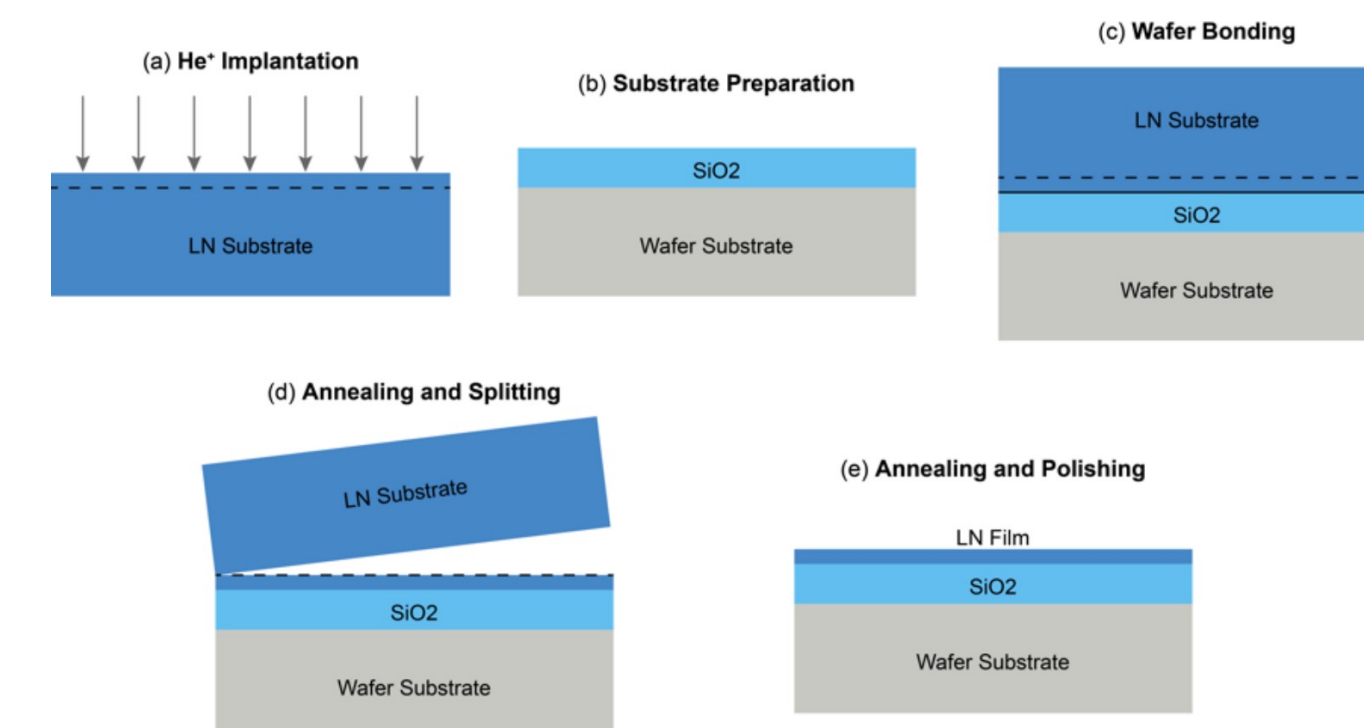 (a) He⁺ Implantation
LN Substrate
(b) Substrate Preparation
SiO2
Wafer Substrate
(c) Wafer Bonding
LN Substrate
SiO2
Wafer Substrate
(d) Annealing and Splitting
LN Substrate
SiO2
Wafer Substrate
(e) Annealing and Polishing
LN Film
SiO2
Wafer Substrate